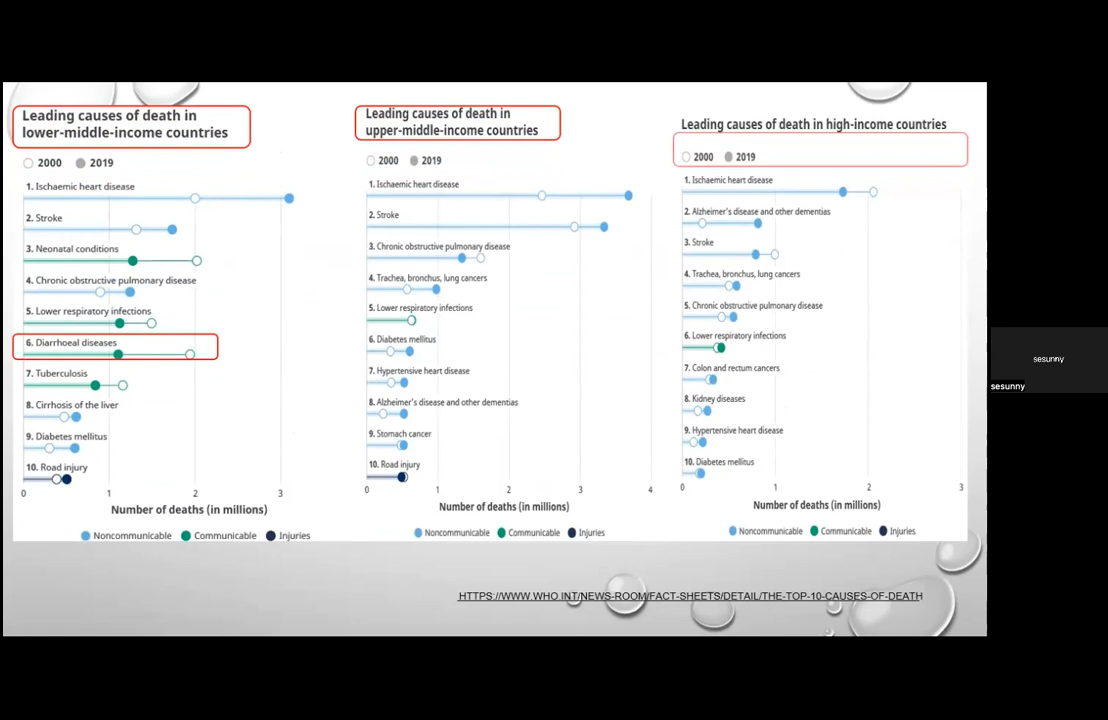 Leading causes of death in
lower-middle-income countries
2000 2019
1. Ischaemic heart disease
2. Stroke
3. Neonatal conditions
4. Chronic obstructive pulmonary disease
5. Lower respiratory infections
6. Diarrhoeal diseases
7. Tuberculosis
8. Cirrhosis of the liver
9. Diabetes mellitus
10. Road injury
0 1 2 3
Number of deaths (in millions)
Noncommunicable Communicable Injuries
Leading causes of death in
upper-middle-income countries
2000 2019
1. Ischaemic heart disease
2. Stroke
3. Chronic obstructive pulmonary disease
4. Trachea, bronchus, lung cancers
5. Lower respiratory infections
6. Diabetes mellitus
7. Hypertensive heart disease
8. Alzheimer's disease and other dementias
9. Stomach cancer
10. Road injury
0 1 2 3 4
Number of deaths (in millions)
Noncommunicable Communicable Injuries
Leading causes of death in high-income countries
2000 2019
1. Ischaemic heart disease
2. Alzheimer's disease and other dementias
3. Stroke
4. Trachea, bronchus, lung cancers
5. Chronic obstructive pulmonary disease
6. Lower respiratory infections
7. Colon and rectum cancers
8. Kidney diseases
9. Hypertensive heart disease
10. Diabetes mellitus
0 1 2 3
Number of deaths (in millions)
Noncommunicable Communicable Injuries
HTTPS://WWW.WHO.INT/NEWS-ROOM/FACT-SHEETS/DETAIL/THE-TOP-10-CAUSES-OF-DEATH
sesunny
sesunny